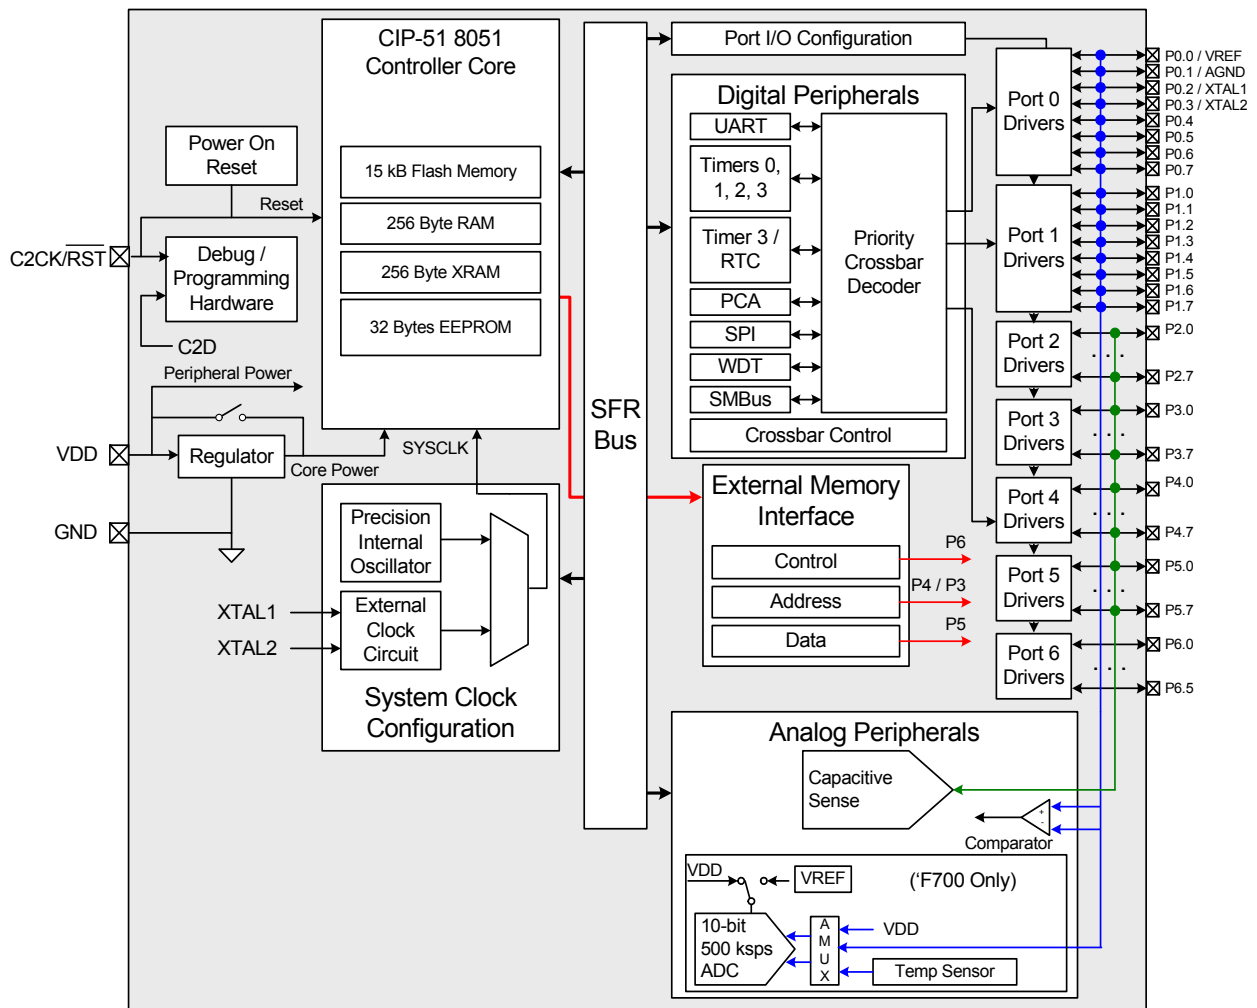 CIP-51 8051
Controller Core
15 kB Flash Memory
256 Byte RAM
256 Byte XRAM
32 Bytes EEPROM
Power On
Reset
Reset
C2CK/RST
Debug /
Programming
Hardware
C2D
Peripheral Power
VDD
Regulator
Core Power
SYSCLK
GND
Precision
Internal
Oscillator
XTAL1
XTAL2
External
Clock
Circuit
System Clock
Configuration
SFR
Bus
Port I/O Configuration
Digital Peripherals
UART
Timers 0,
1, 2, 3
Timer 3 /
RTC
PCA
SPI
WDT
SMBus
Priority
Crossbar
Decoder
Crossbar Control
External Memory
Interface
Control
Address
Data
P6
P4 / P3
P5
Port 0
Drivers
Port 1
Drivers
Port 2
Drivers
Port 3
Drivers
Port 4
Drivers
Port 5
Drivers
Port 6
Drivers
P0.0 / VREF
P0.1 / AGND
P0.2 / XTAL1
P0.3 / XTAL2
P0.4
P0.5
P0.6
P0.7
P1.0
P1.1
P1.2
P1.3
P1.4
P1.5
P1.6
P1.7
P2.0
. . .
P2.7
P3.0
. . .
P3.7
P4.0
. . .
P4.7
P5.0
. . .
P5.7
P6.0
. . .
P6.5
Analog Peripherals
Capacitive
Sense
+
-
Comparator
VDD
VREF
('F700 Only)
10-bit
500 ksps
ADC
A
M
U
X
VDD
Temp Sensor